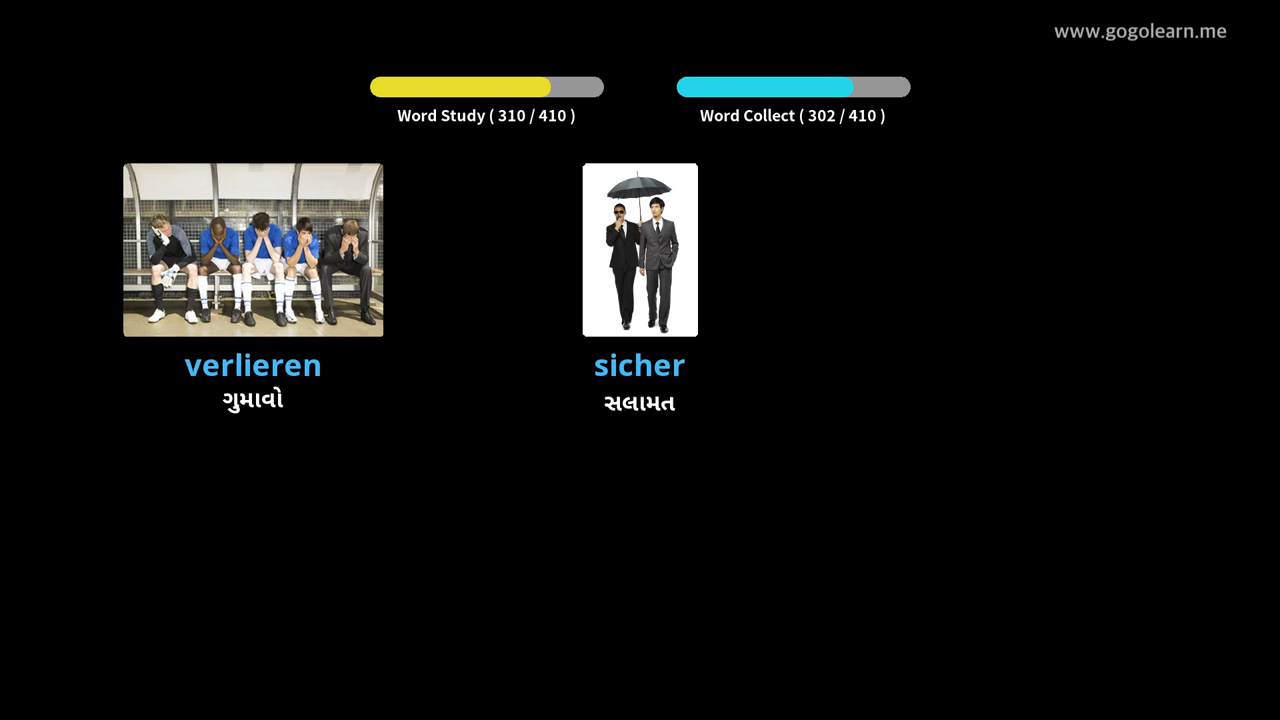 www.gogolearn.me
Word Study ( 310 / 410 )
Word Collect ( 302 / 410 )
verlieren
ગુમાવો
sicher
સલામત